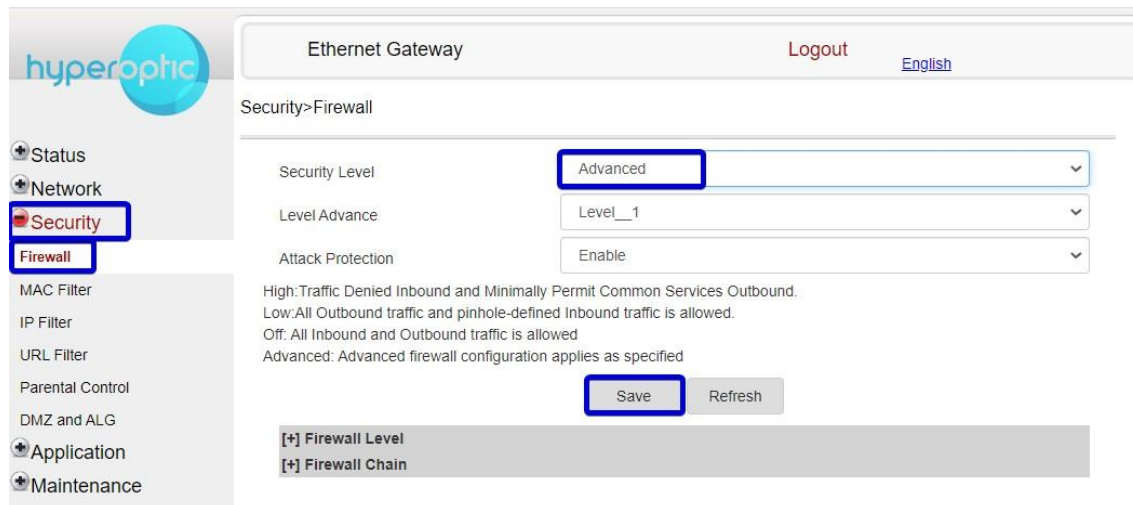 hyperoptic
Ethernet Gateway
Logout
English
Security>Firewall
Status
Network
Security
Firewall
MAC Filter
IP Filter
URL Filter
Parental Control
DMZ and ALG
Application
Maintenance
Security Level
Advanced
Level Advance
Level__1
Attack Protection
Enable
High:Traffic Denied Inbound and Minimally Permit Common Services Outbound.
Low:All Outbound traffic and pinhole-defined Inbound traffic is allowed.
Off: All Inbound and Outbound traffic is allowed
Advanced: Advanced firewall configuration applies as specified
Save
Refresh
[+] Firewall Level
[+] Firewall Chain